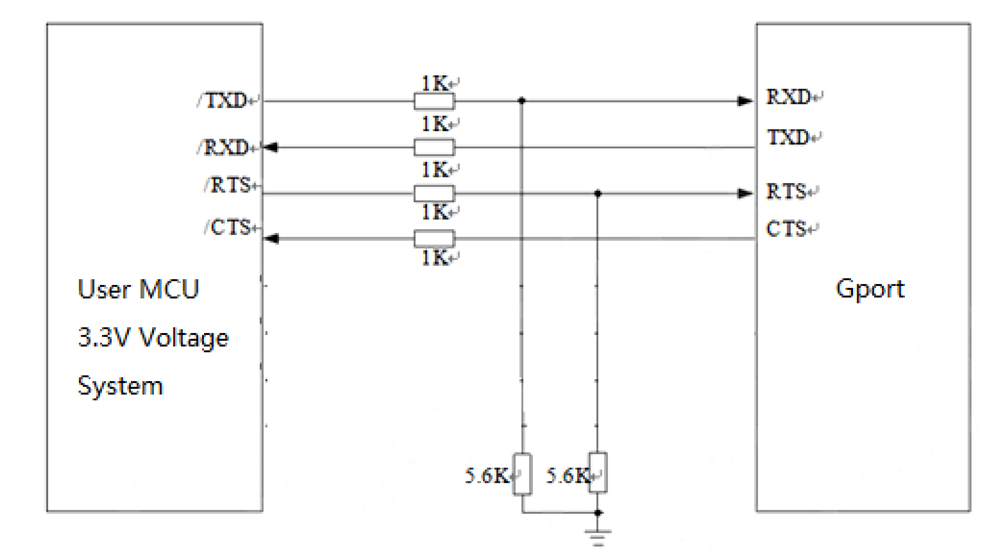 1K↵
/TXD↵
RXD↵
1K↵
/RXD↵
TXD↵
1K↵
/RTS↵
RTS↵
1K↵
/CTS↵
CTS↵
1K↵
User MCU
3.3V Voltage
System
Gport
5.6K↵
5.6K↵